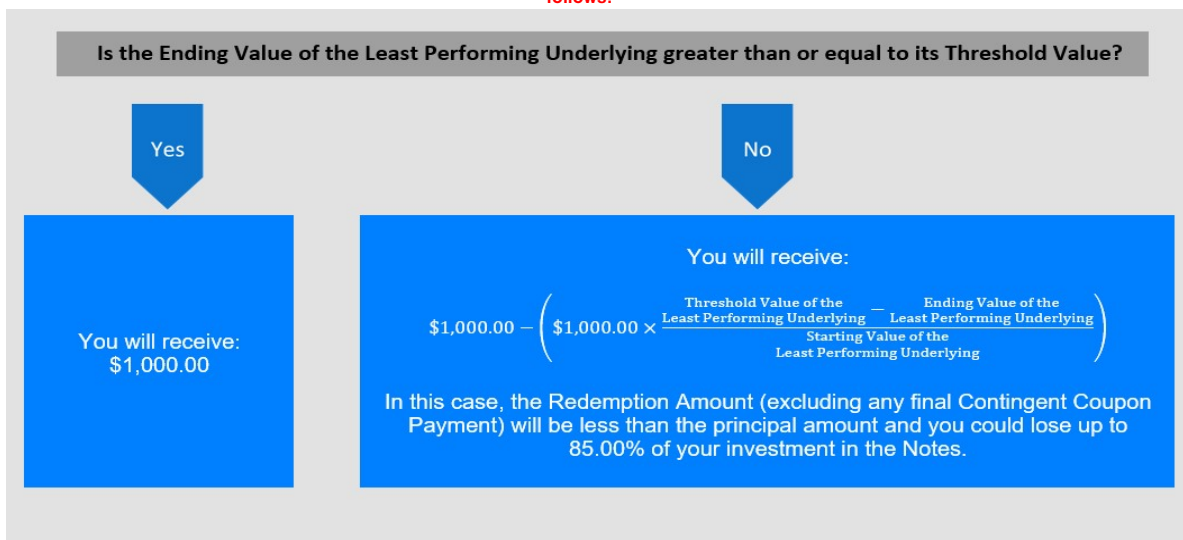 follows:
Is the Ending Value of the Least Performing Underlying greater than or equal to its Threshold Value?
Yes
No
You will receive:
$1,000.00
You will receive:
$1,000.00 − ($1,000.00 × (Threshold Value of the Least Performing Underlying − Ending Value of the Least Performing Underlying) / Starting Value of the Least Performing Underlying)
In this case, the Redemption Amount (excluding any final Contingent Coupon
Payment) will be less than the principal amount and you could lose up to
85.00% of your investment in the Notes.